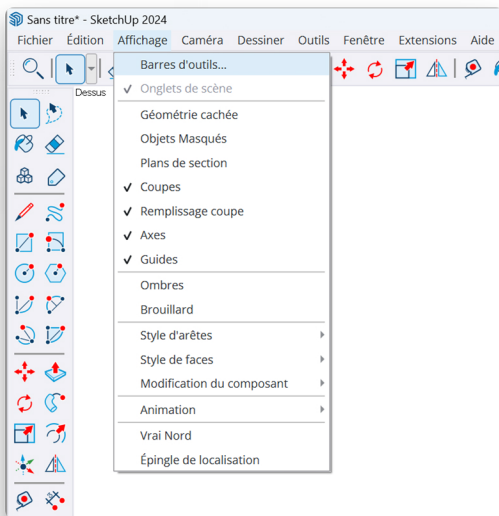 Sans titre* - SketchUp 2024
Fichier Édition Affichage Caméra Dessiner Outils Fenêtre Extensions Aide
Barres d'outils...
Dessus
Onglets de scène
Géométrie cachée
Objets Masqués
Plans de section
Coupes
Remplissage coupe
Axes
Guides
Ombres
Brouillard
Style d'arêtes
Style de faces
Modification du composant
Animation
Vrai Nord
Épingle de localisation